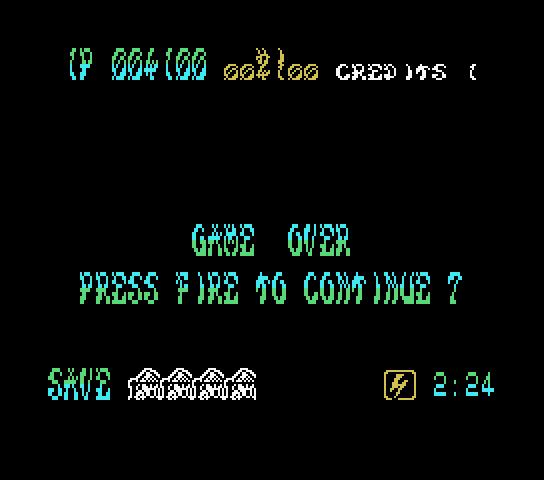 1P 004100 002100 CREDITS 1
GAME OVER
PRESS FIRE TO CONTINUE ?
SAVE 2:24